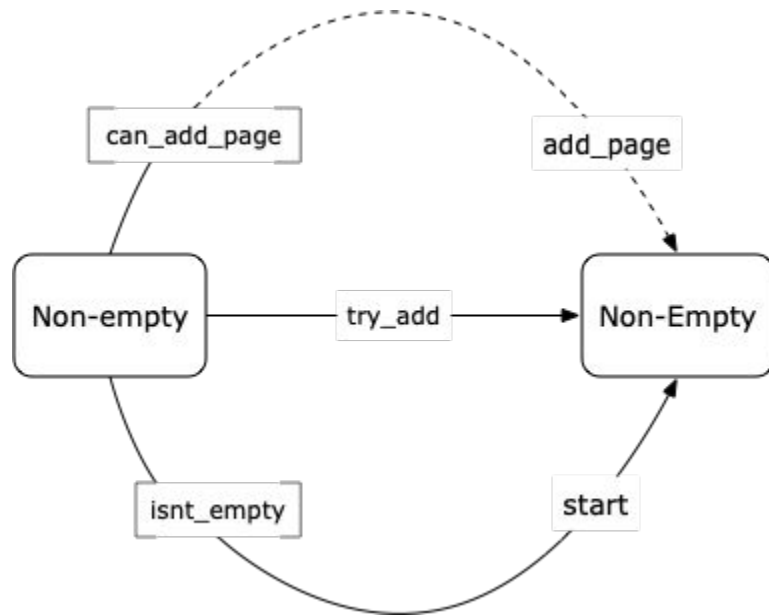 can_add_page
add_page
Non-empty
try_add
Non-Empty
isnt_empty
start